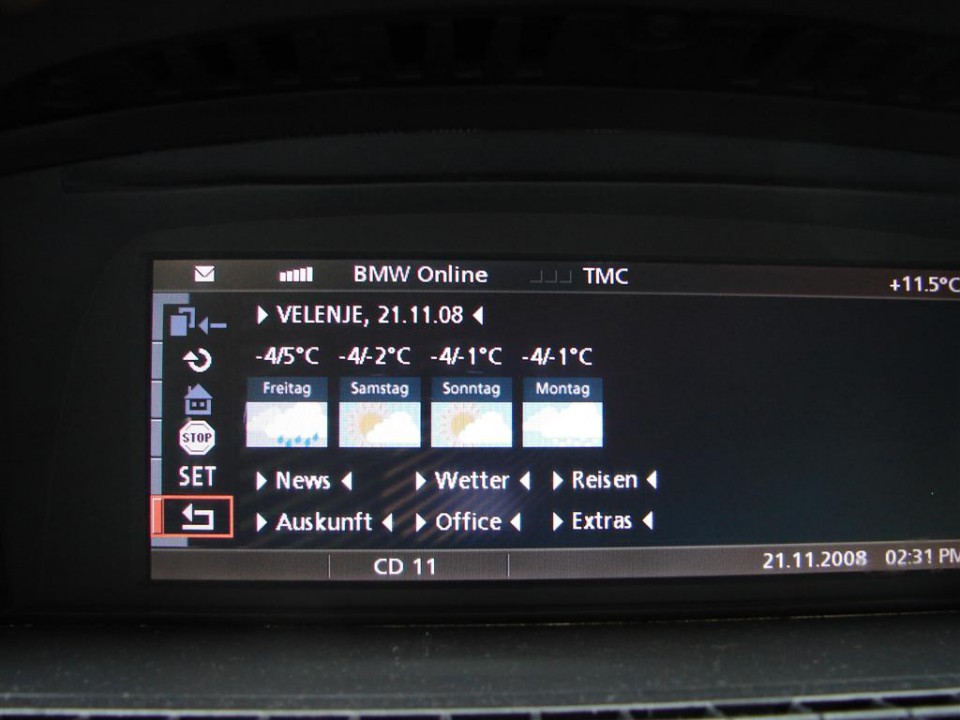 BMW Online TMC +11.5°C
VELENJE, 21.11.08
-4/5°C -4/-2°C -4/-1°C -4/-1°C
Freitag Samstag Sonntag Montag
STOP
SET
News Wetter Reisen
Auskunft Office Extras
CD 11 21.11.2008 02:31 PM